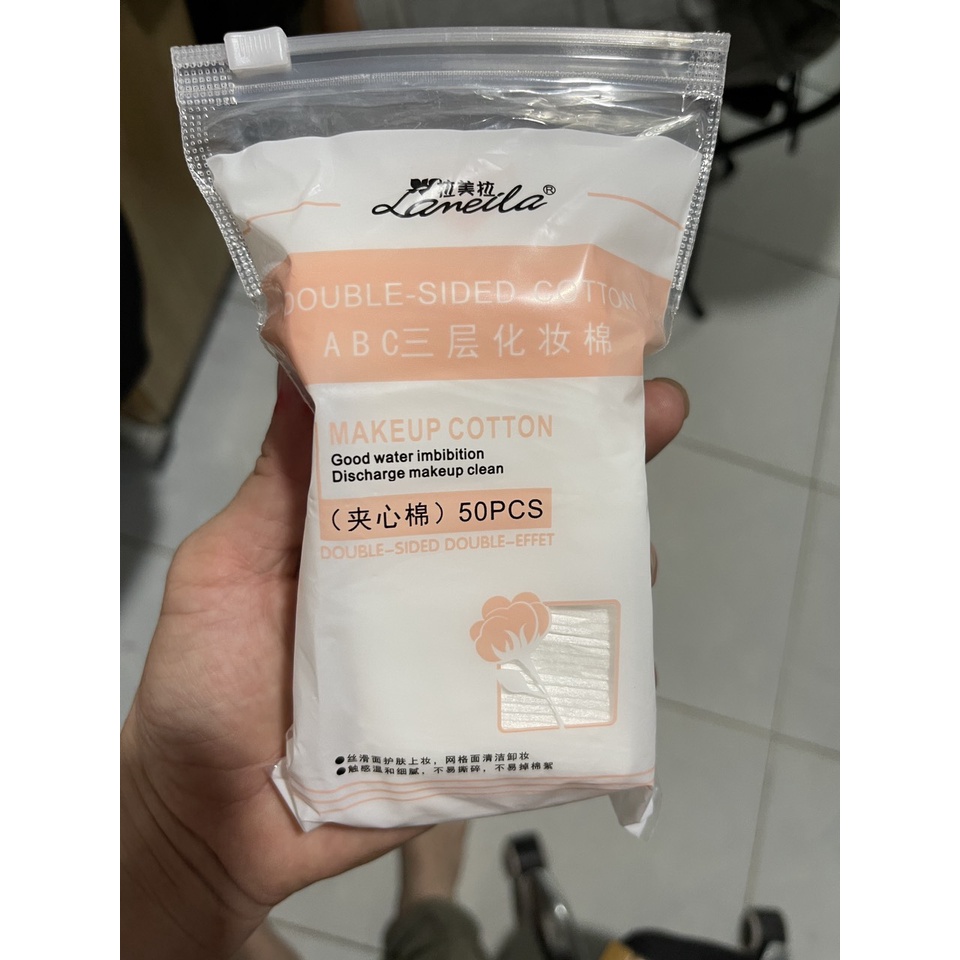 拉美拉
Lameila®
DOUBLE-SIDED COTTON
ABC三层化妆棉
MAKEUP COTTON
Good water imbibition
Discharge makeup clean
（夹心棉）50PCS
DOUBLE-SIDED DOUBLE-EFFET
●丝滑面护肤上妆，网格面清洁卸妆
●触感温和细腻，不易撕碎，不易掉棉絮